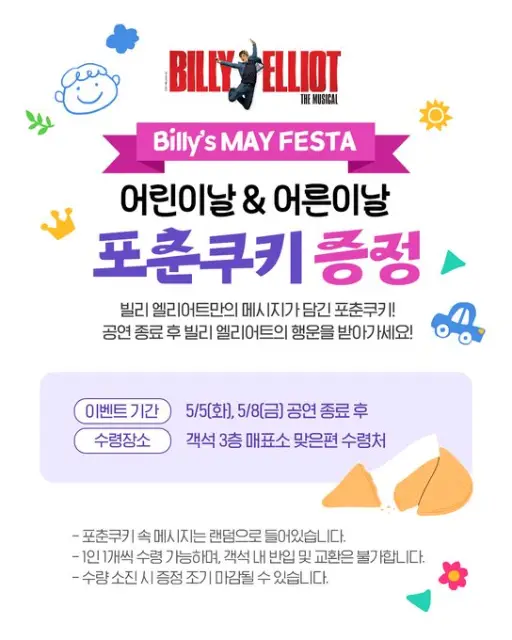 BILLY ELLIOT
THE MUSICAL
Billy's MAY FESTA
어린이날 & 어른이날
포춘쿠키 증정
빌리 엘리어트만의 메시지가 담긴 포춘쿠키!
공연 종료 후 빌리 엘리어트의 행운을 받아가세요!
이벤트 기간 5/5(화), 5/8(금) 공연 종료 후
수령장소 객석 3층 매표소 맞은편 수령처
- 포춘쿠키 속 메시지는 랜덤으로 들어있습니다.
- 1인 1개씩 수령 가능하며, 객석 내 반입 및 교환은 불가합니다.
- 수량 소진 시 증정 조기 마감될 수 있습니다.